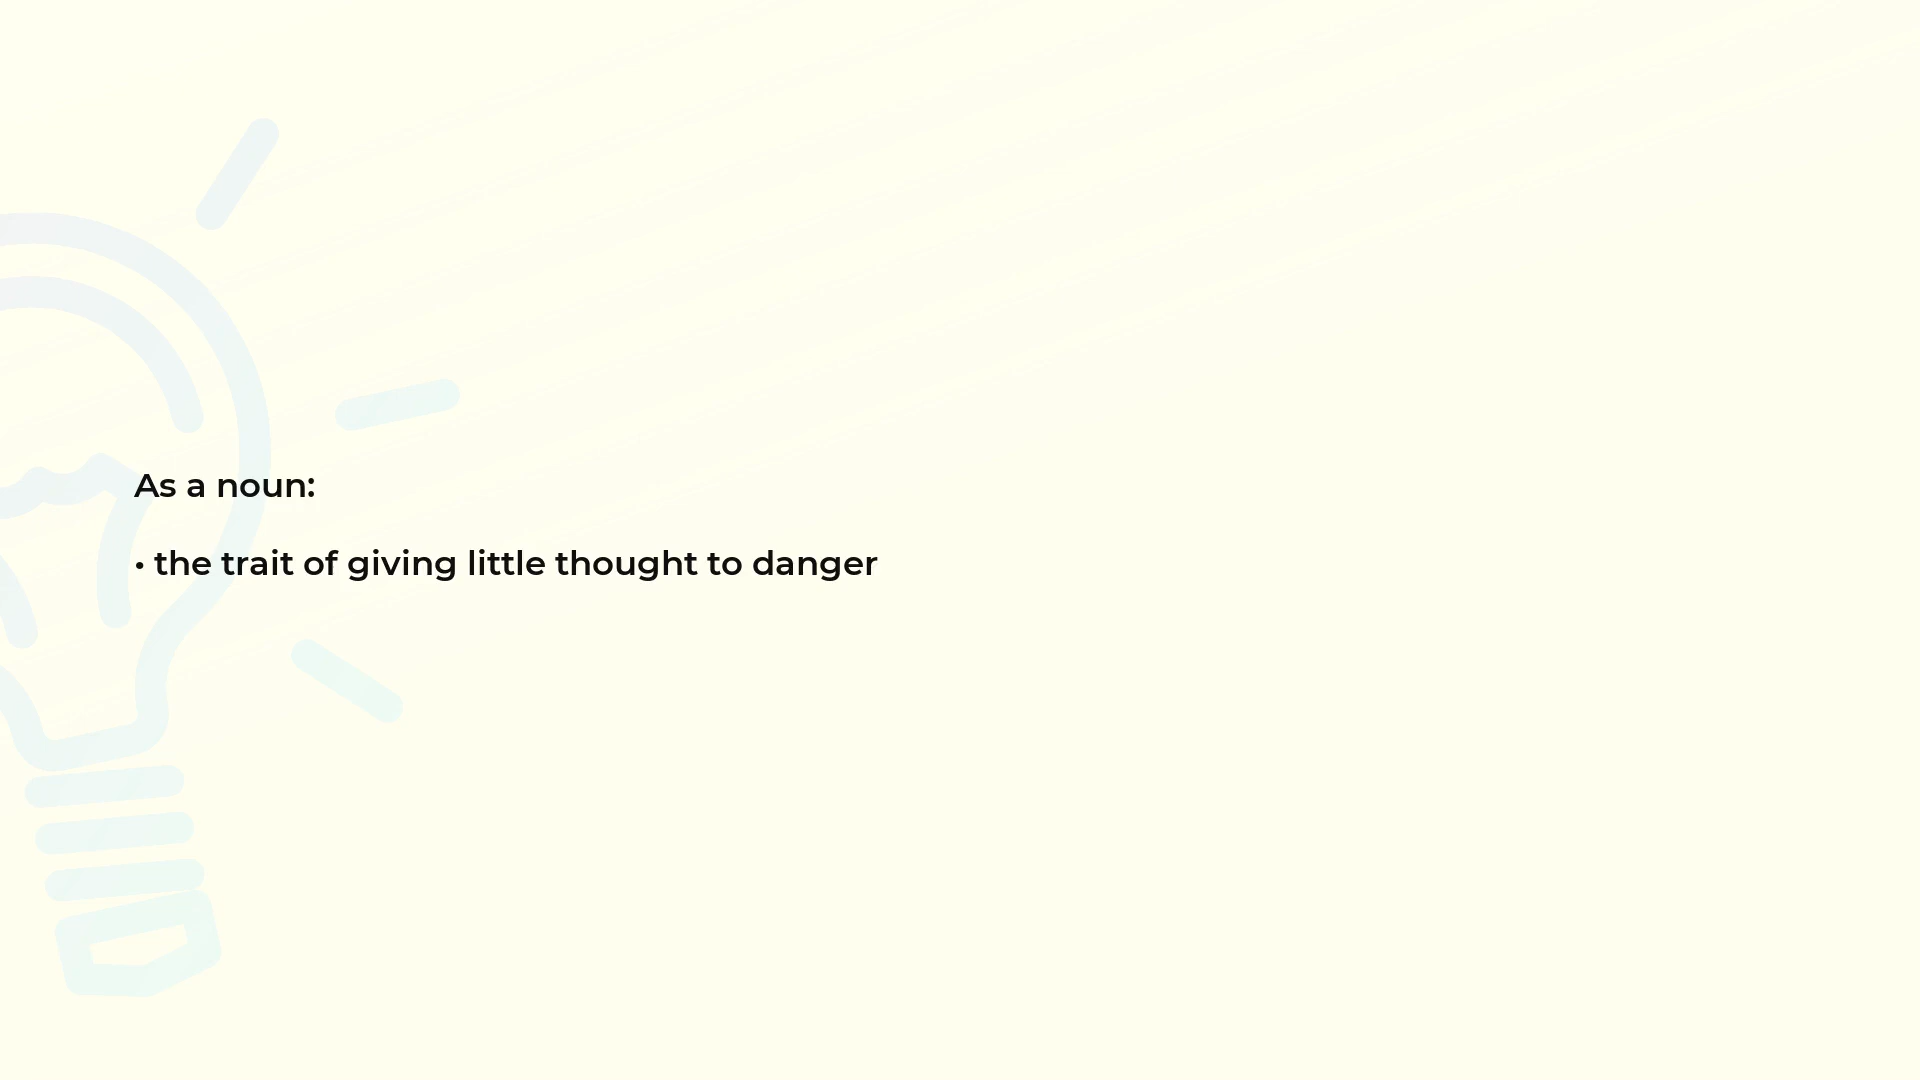 As a noun:
• the trait of giving little thought to danger